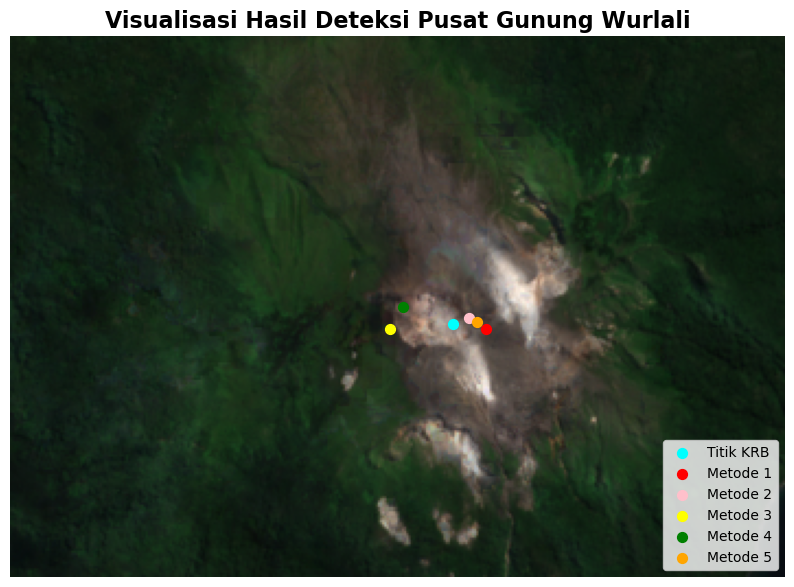 Visualisasi Hasil Deteksi Pusat Gunung Wurlali
Titik KRB
Metode 1
Metode 2
Metode 3
Metode 4
Metode 5